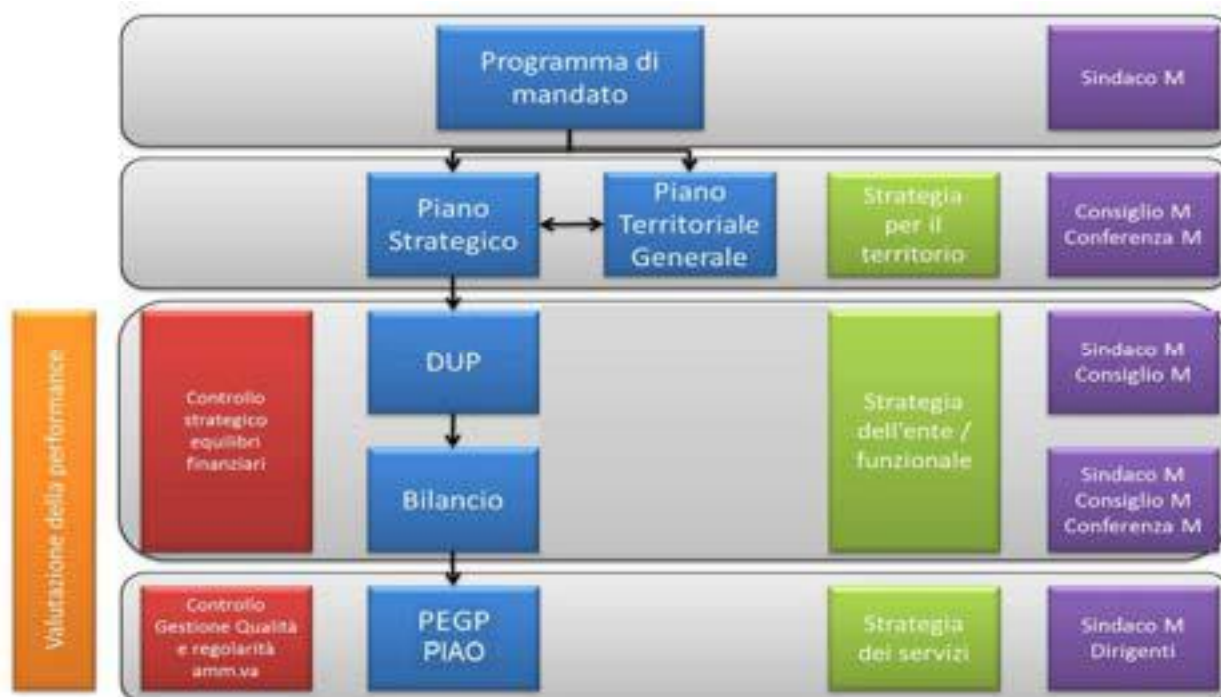 Programma di
mandato
Sindaco M
Piano
Strategico
Piano
Territoriale
Generale
Strategia
per il
territorio
Consiglio M
Conferenza M
Valutazione della performance
Controllo
strategico
equilibri
finanziari
DUP
Bilancio
Strategia
dell'ente /
funzionale
Sindaco M
Consiglio M
Sindaco M
Consiglio M
Conferenza M
Controllo
Gestione Qualità
e regolarità
amm.va
PEGP
PIAO
Strategia
dei servizi
Sindaco M
Dirigenti